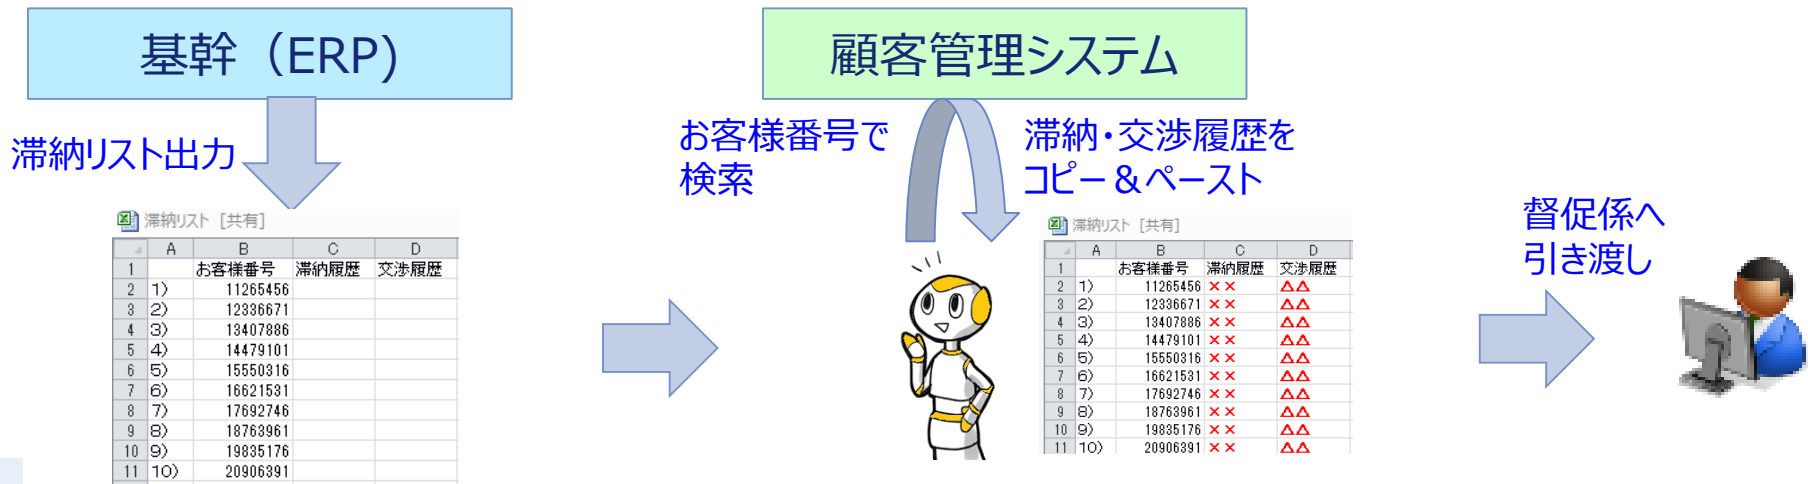 基幹（ERP)
滞納リスト出力
滞納リスト [共有]
A B C D
1 お客様番号 滞納履歴 交渉履歴
2 1) 11265456
3 2) 12336671
4 3) 13407886
5 4) 14479101
6 5) 15550316
7 6) 16621531
8 7) 17692746
9 8) 18763961
10 9) 19835176
11 10) 20906391
顧客管理システム
お客様番号で
検索
滞納・交渉履歴を
コピー＆ペースト
滞納リスト [共有]
A B C D
1 お客様番号 滞納履歴 交渉履歴
2 1) 11265456 ×× △△
3 2) 12336671 ×× △△
4 3) 13407886 ×× △△
5 4) 14479101 ×× △△
6 5) 15550316 ×× △△
7 6) 16621531 ×× △△
8 7) 17692746 ×× △△
9 8) 18763961 ×× △△
10 9) 19835176 ×× △△
11 10) 20906391 ×× △△
督促係へ
引き渡し